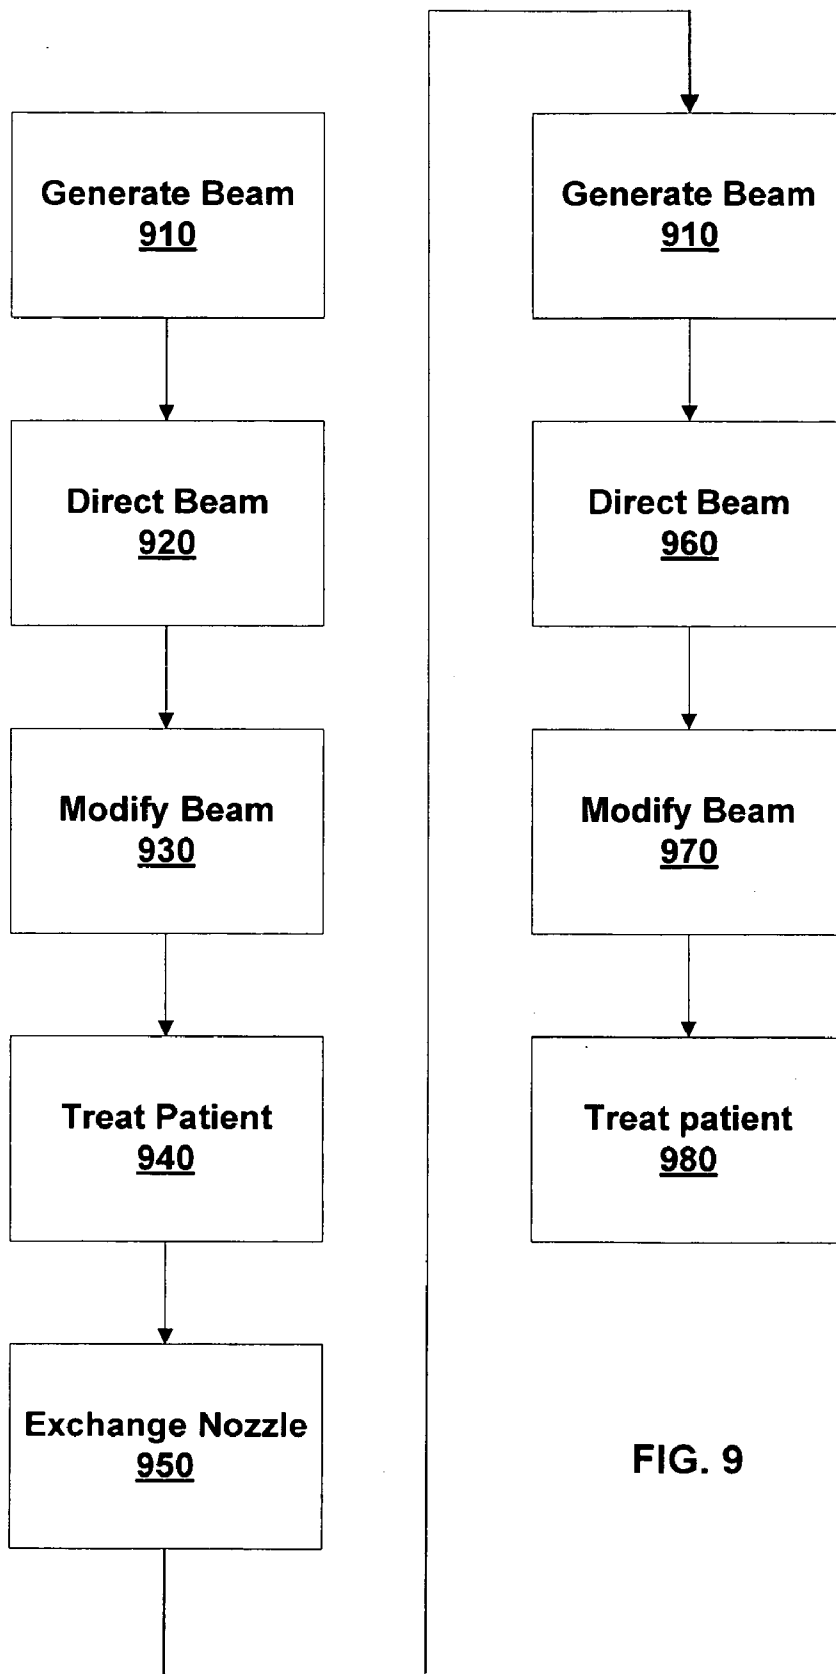 Generate Beam
910
Direct Beam
920
Modify Beam
930
Treat Patient
940
Exchange Nozzle
950
Generate Beam
910
Direct Beam
960
Modify Beam
970
Treat patient
980
FIG. 9